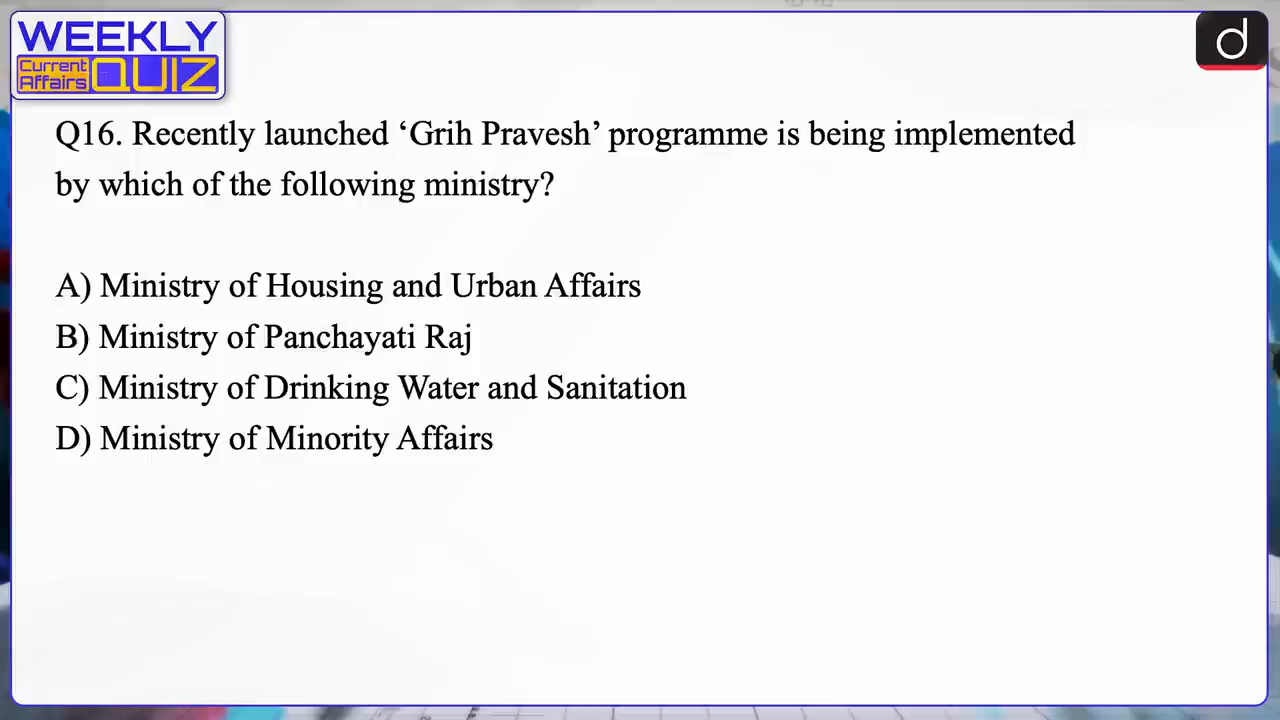 WEEKLY
Current
Affairs
QUIZ
d
Q16. Recently launched ‘Grih Pravesh’ programme is being implemented
by which of the following ministry?
A) Ministry of Housing and Urban Affairs
B) Ministry of Panchayati Raj
C) Ministry of Drinking Water and Sanitation
D) Ministry of Minority Affairs